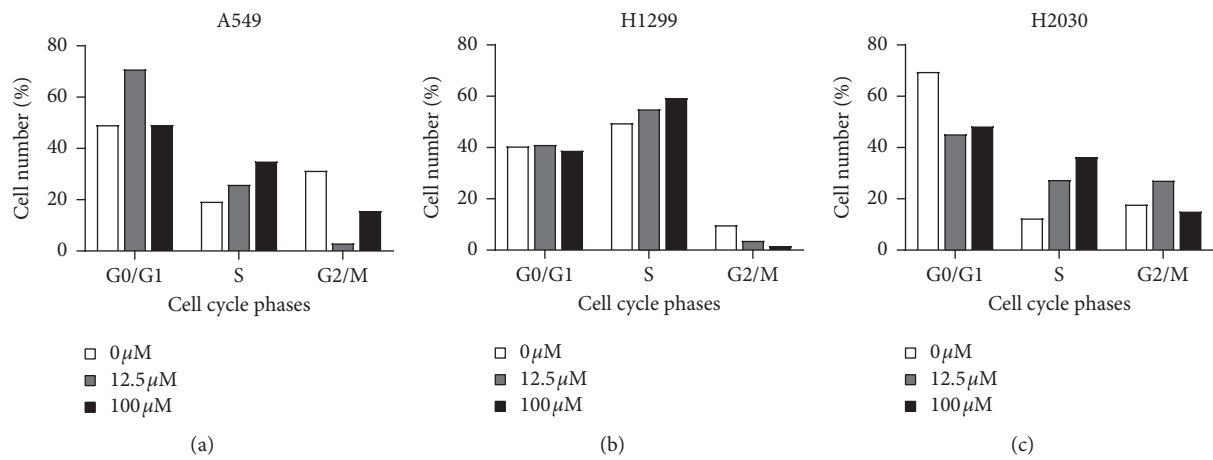 A549
Cell number (%)
80
60
40
20
0
G0/G1 S G2/M
Cell cycle phases
0 µM
12.5 µM
100 µM
(a)
H1299
Cell number (%)
80
60
40
20
0
G0/G1 S G2/M
Cell cycle phases
0 µM
12.5 µM
100 µM
(b)
H2030
Cell number (%)
80
60
40
20
0
G0/G1 S G2/M
Cell cycle phases
0 µM
12.5 µM
100 µM
(c)